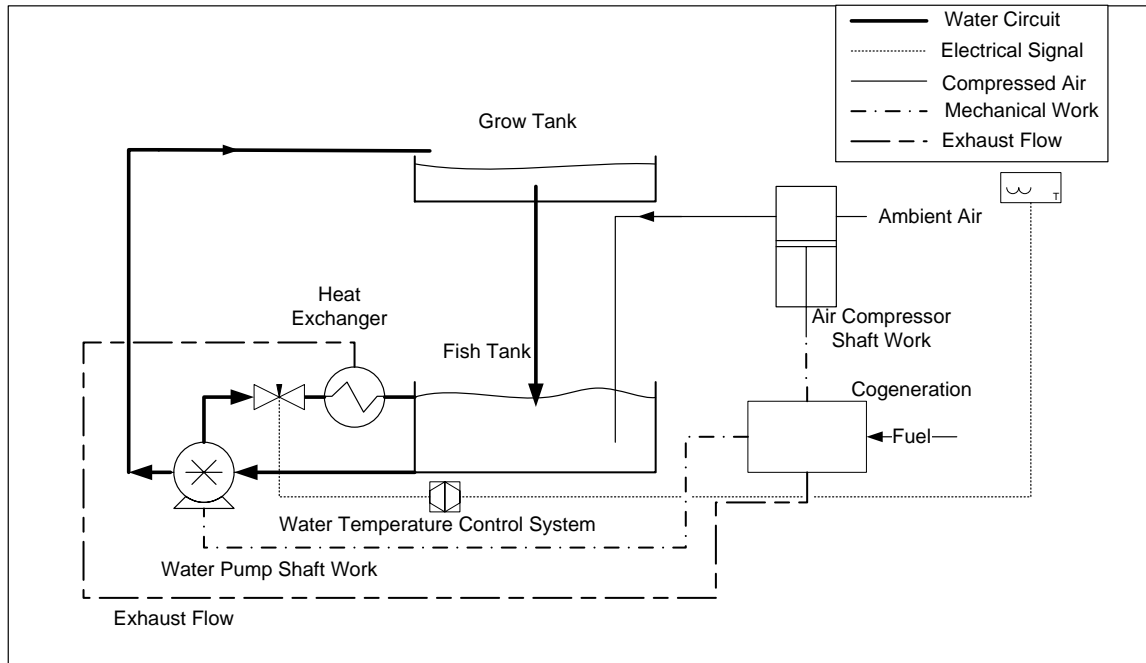 Water Circuit
Electrical Signal
Compressed Air
Mechanical Work
Exhaust Flow
Grow Tank
T
Ambient Air
Heat
Exchanger
Air Compressor
Shaft Work
Fish Tank
Cogeneration
Fuel
Water Temperature Control System
Water Pump Shaft Work
Exhaust Flow